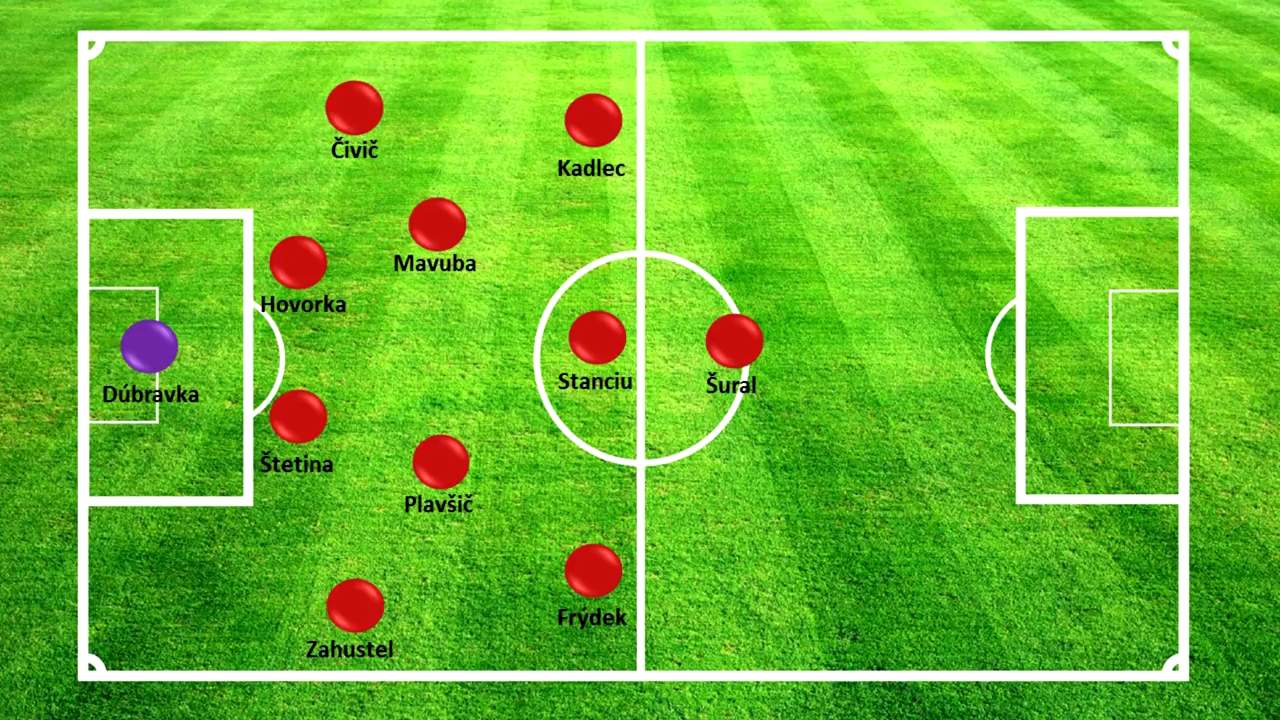 Čivič
Kadlec
Mavuba
Hovorka
Stanciu
Šural
Dúbravka
Štetina
Plavšič
Frýdek
Zahustel